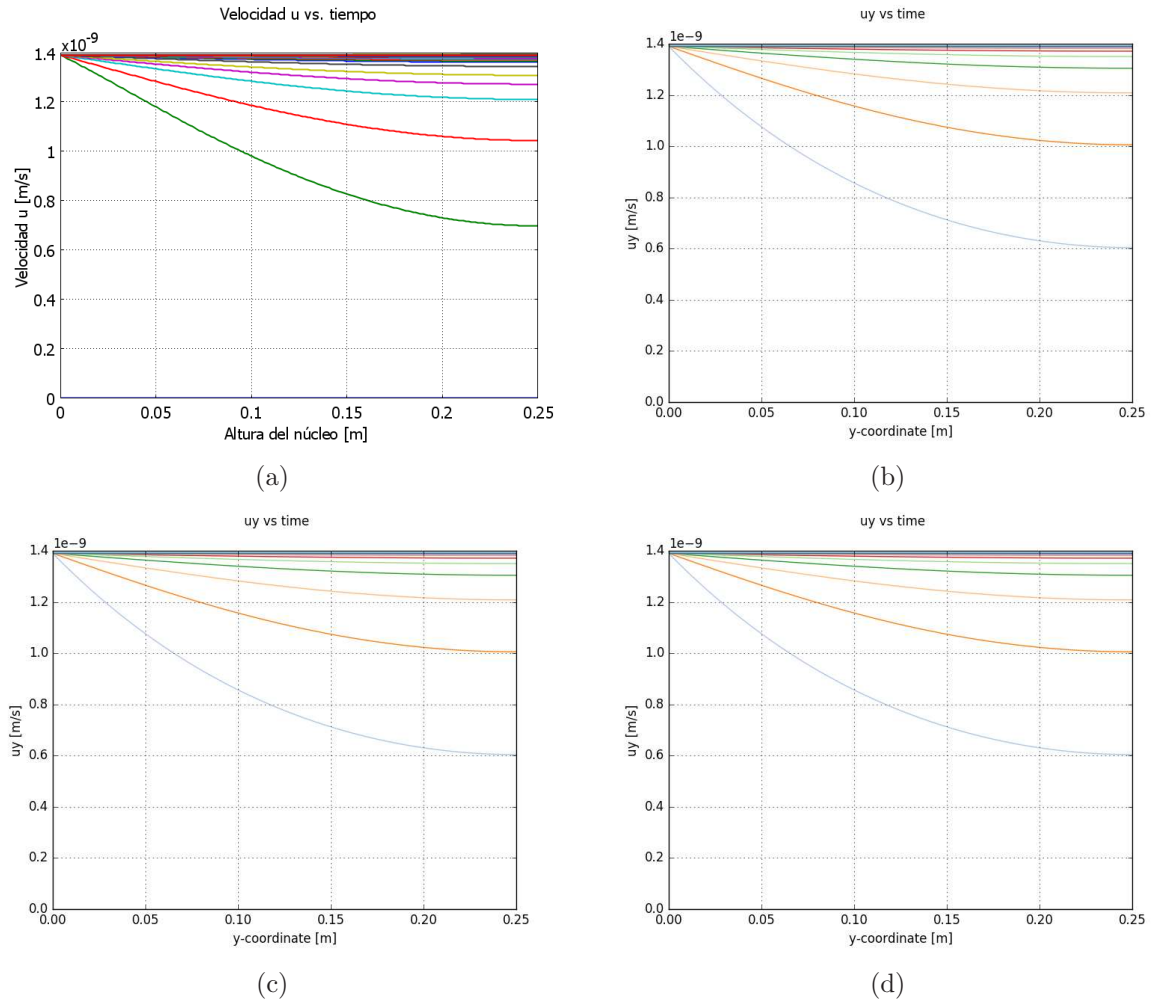 Velocidad u vs. tiempo
x10-9
1.4
1.2
1
0.8
0.6
0.4
0.2
0
Velocidad u [m/s]
0 0.05 0.1 0.15 0.2 0.25
Altura del núcleo [m]
(a)
uy vs time
1e−9
1.4
1.2
1.0
0.8
0.6
0.4
0.2
0.0
uy [m/s]
0.00 0.05 0.10 0.15 0.20 0.25
y-coordinate [m]
(b)
uy vs time
1e−9
1.4
1.2
1.0
0.8
0.6
0.4
0.2
0.0
uy [m/s]
0.00 0.05 0.10 0.15 0.20 0.25
y-coordinate [m]
(c)
uy vs time
1e−9
1.4
1.2
1.0
0.8
0.6
0.4
0.2
0.0
uy [m/s]
0.00 0.05 0.10 0.15 0.20 0.25
y-coordinate [m]
(d)